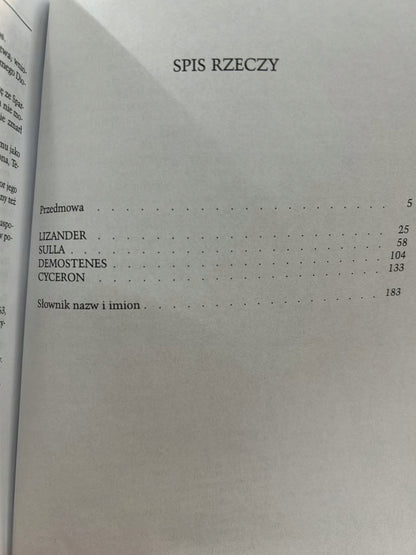 SPIS RZECZY
Przedmowa . . . . . . . . . . . . . . . . 5
LIZANDER . . . . . . . . . . . . . . . . 25
SULLA . . . . . . . . . . . . . . . . . . 58
DEMOSTENES . . . . . . . . . . . . . . 104
CYCERON . . . . . . . . . . . . . . . . 133
Słownik nazw i imion . . . . . . . . . . . 183